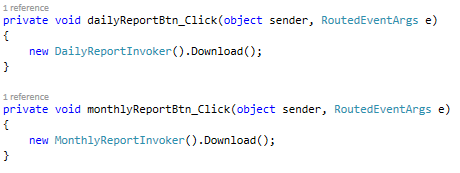 1 reference
private void dailyReportBtn_Click(object sender, RoutedEventArgs e)
{
    new DailyReportInvoker().Download();
}
1 reference
private void monthlyReportBtn_Click(object sender, RoutedEventArgs e)
{
    new MonthlyReportInvoker().Download();
}